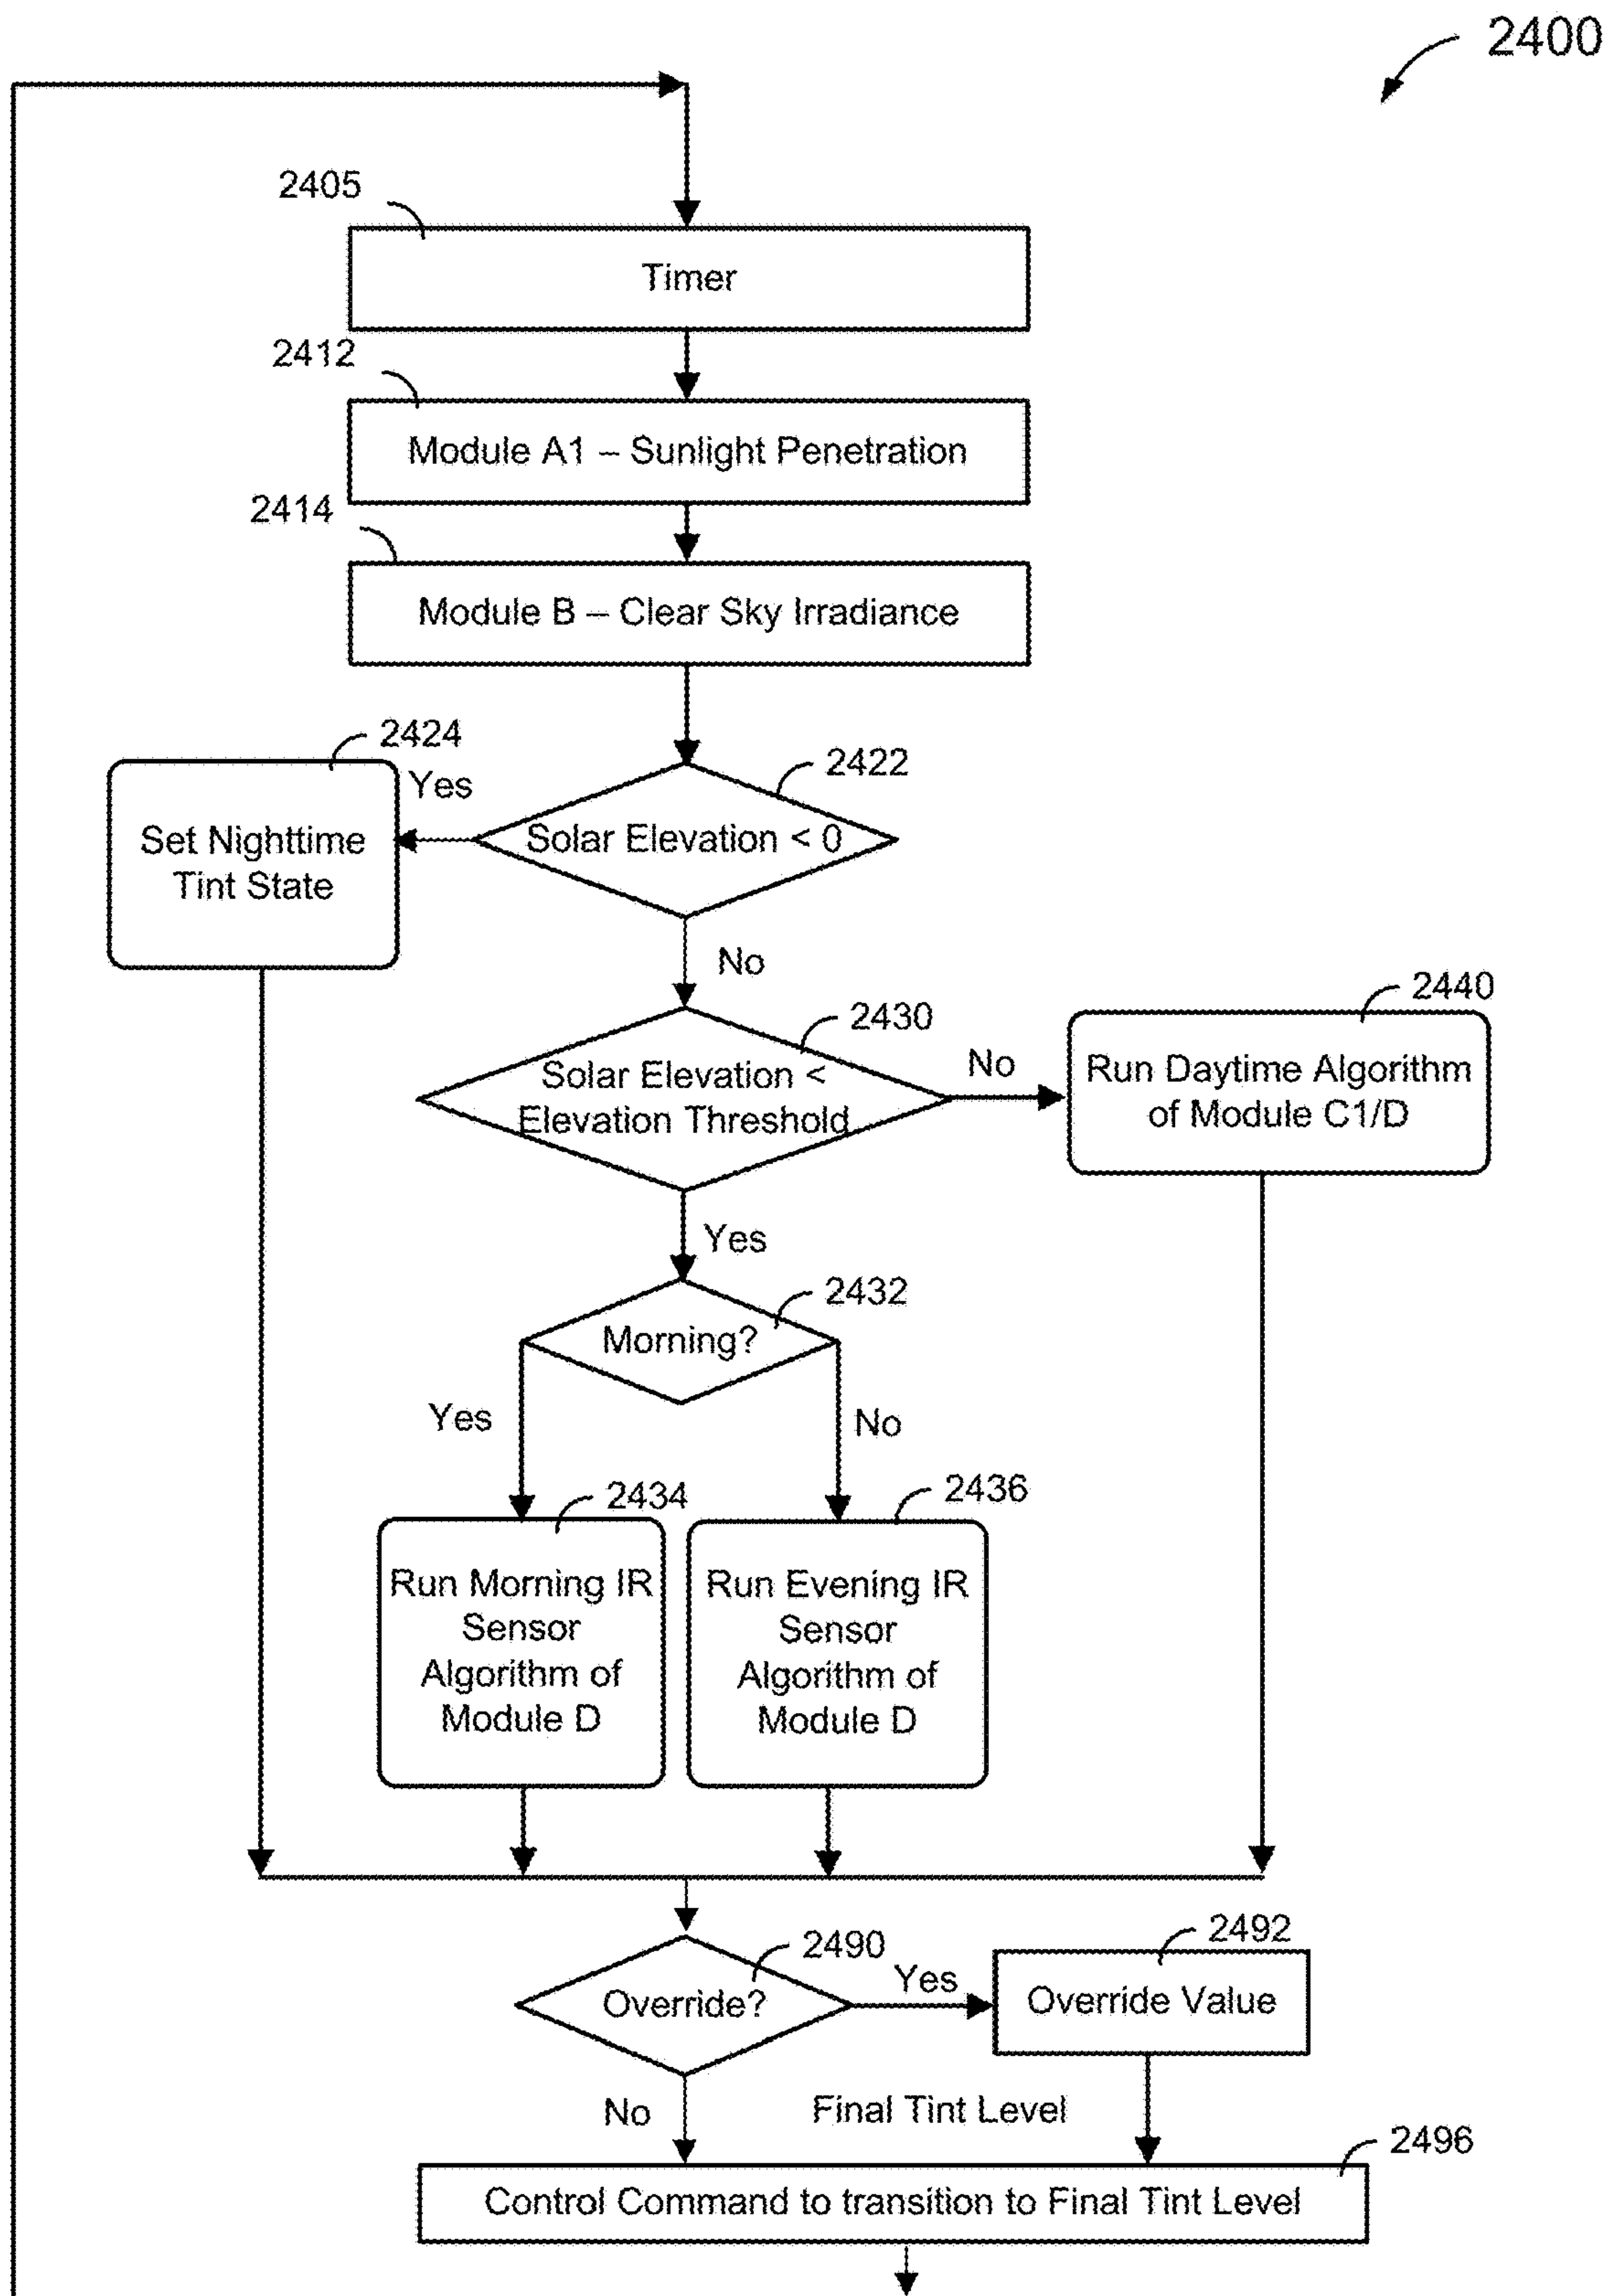 2400
2405
Timer
2412
Module A1 – Sunlight Penetration
2414
Module B – Clear Sky Irradiance
2424
Yes
2422
Set Nighttime
Tint State
Solar Elevation < 0
No
2440
2430
No
Solar Elevation <
Elevation Threshold
Run Daytime Algorithm
of Module C1/D
Yes
2432
Morning?
Yes
No
2434
2436
Run Morning IR
Sensor
Algorithm of
Module D
Run Evening IR
Sensor
Algorithm of
Module D
2490
2492
Yes
Override?
Override Value
No
Final Tint Level
2496
Control Command to transition to Final Tint Level